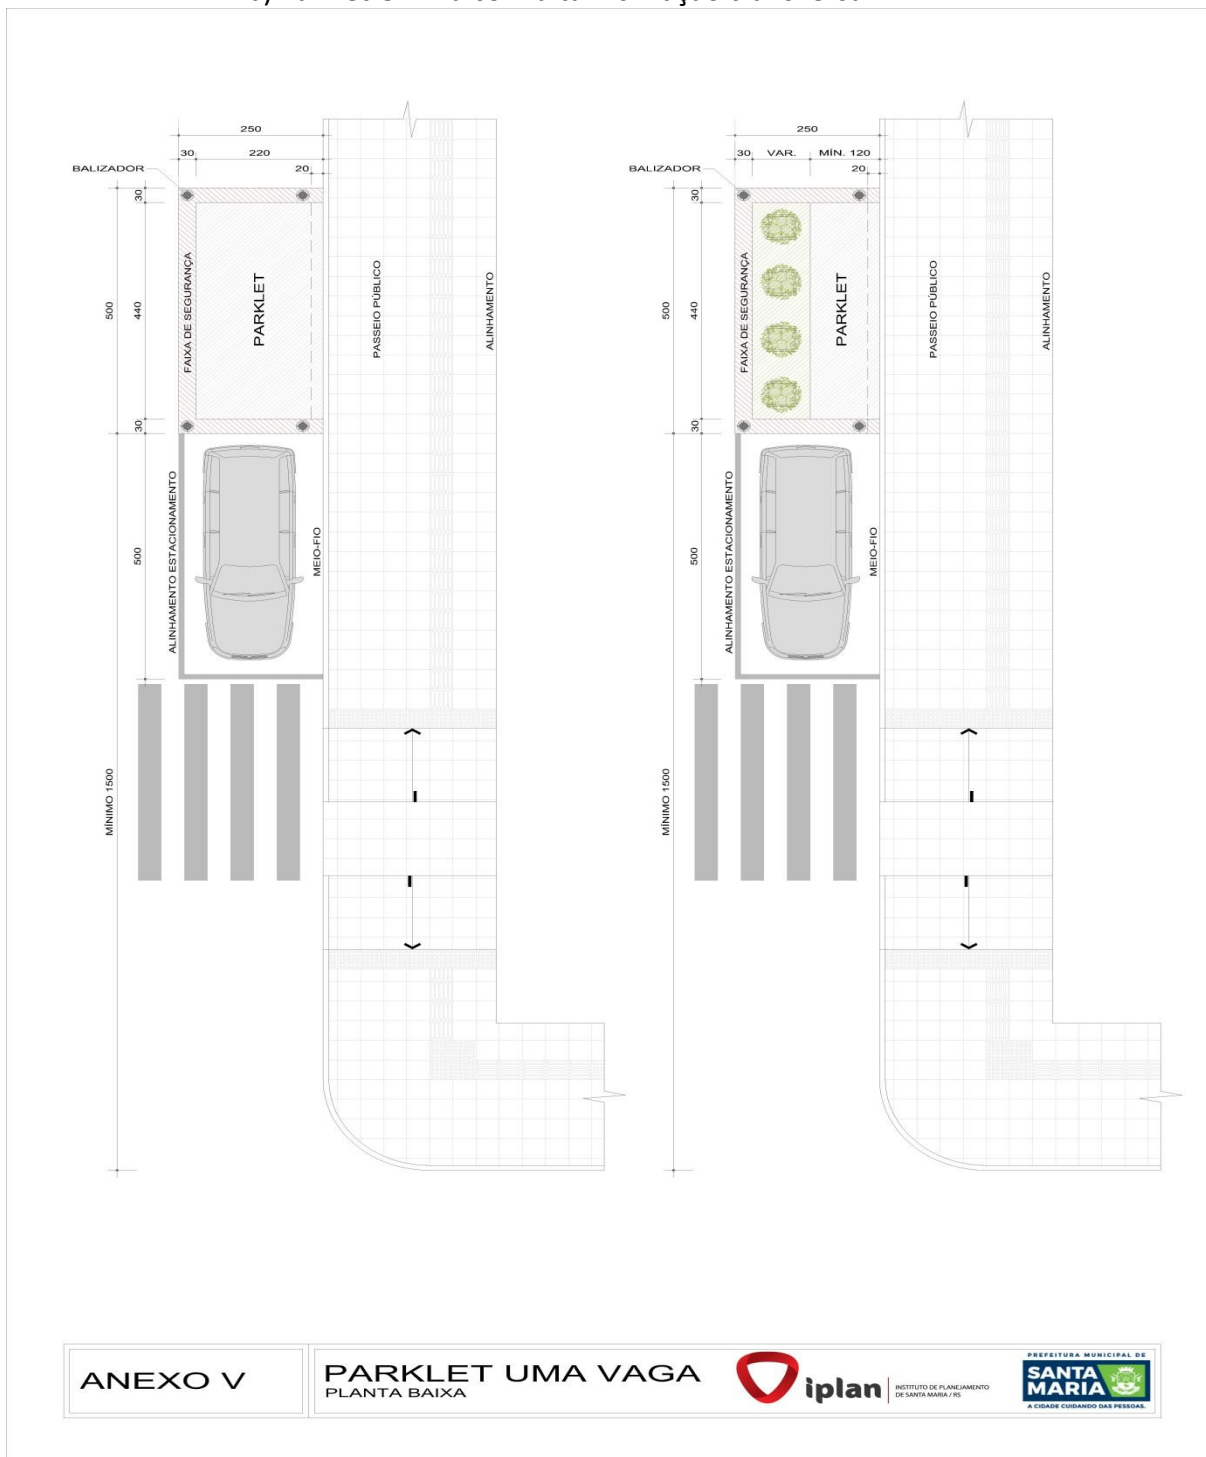 250
30
220
20
BALIZADOR
30
FAIXA DE SEGURANÇA
PARKLET
PASSEIO PÚBLICO
ALINHAMENTO
500
440
30
ALINHAMENTO ESTACIONAMENTO
500
MEIO-FIO
MÍNIMO 1500
250
30
VAR.
MÍN. 120
20
BALIZADOR
30
FAIXA DE SEGURANÇA
PARKLET
PASSEIO PÚBLICO
ALINHAMENTO
500
440
30
ALINHAMENTO ESTACIONAMENTO
500
MEIO-FIO
MÍNIMO 1500
ANEXO V
PARKLET UMA VAGA
PLANTA BAIXA
iplan
INSTITUTO DE PLANEJAMENTO
DE SANTA MARIA / RS
PREFEITURA MUNICIPAL DE
SANTA
MARIA
A CIDADE CUIDANDO DAS PESSOAS.